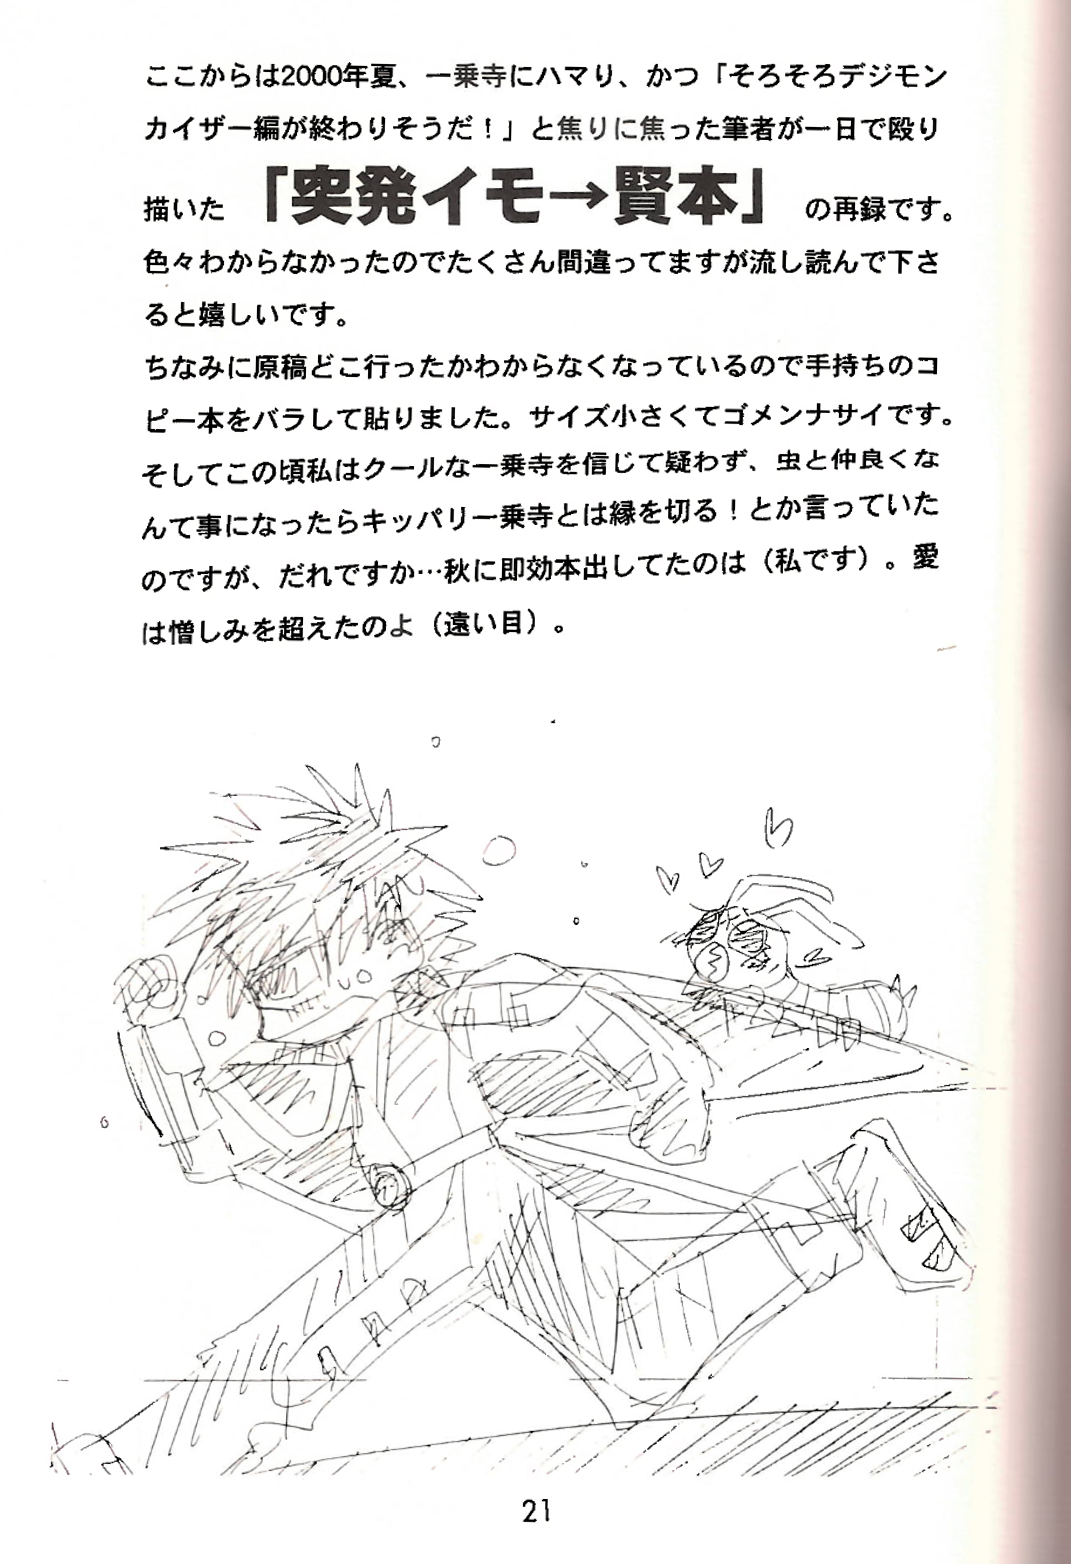 ここからは2000年夏、一乗寺にハマり、かつ「そろそろデジモン
カイザー編が終わりそうだ！」と焦りに焦った筆者が一日で殴り
描いた「突発イモ→賢本」の再録です。
色々わからなかったのでたくさん間違ってますが流し読んで下さ
ると嬉しいです。
ちなみに原稿どこ行ったかわからなくなっているので手持ちのコ
ピー本をバラして貼りました。サイズ小さくてゴメンナサイです。
そしてこの頃私はクールな一乗寺を信じて疑わず、虫と仲良くな
んて事になったらキッパリ一乗寺とは縁を切る！とか言っていた
のですが、だれですか…秋に即効本出してたのは（私です）。愛
は憎しみを超えたのよ（遠い目）。
21